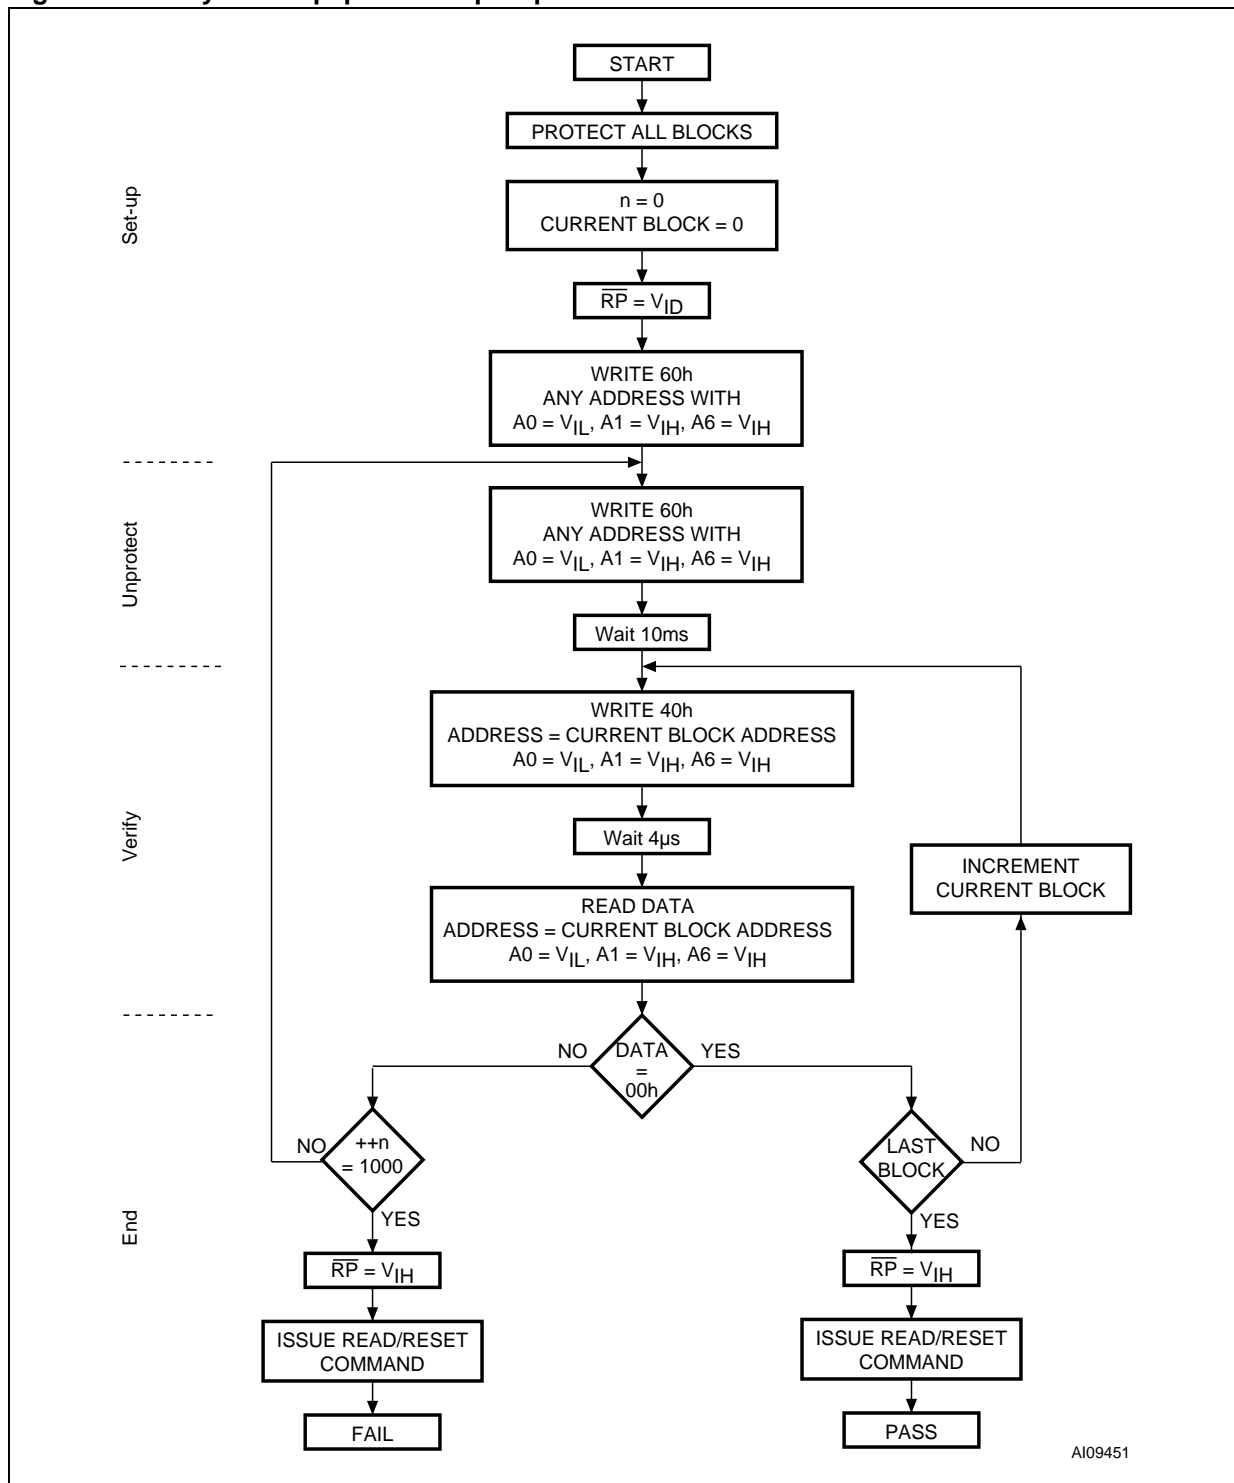 START
PROTECT ALL BLOCKS
n = 0
CURRENT BLOCK = 0
Set-up
R̅P̅ = VID
WRITE 60h
ANY ADDRESS WITH
A0 = VIL, A1 = VIH, A6 = VIH
WRITE 60h
ANY ADDRESS WITH
A0 = VIL, A1 = VIH, A6 = VIH
Unprotect
Wait 10ms
WRITE 40h
ADDRESS = CURRENT BLOCK ADDRESS
A0 = VIL, A1 = VIH, A6 = VIH
Verify
Wait 4µs
INCREMENT
CURRENT BLOCK
READ DATA
ADDRESS = CURRENT BLOCK ADDRESS
A0 = VIL, A1 = VIH, A6 = VIH
NO
DATA
=
00h
YES
NO
++n
= 1000
LAST
BLOCK
NO
End
YES
YES
R̅P̅ = VIH
R̅P̅ = VIH
ISSUE READ/RESET
COMMAND
ISSUE READ/RESET
COMMAND
FAIL
PASS
AI09451